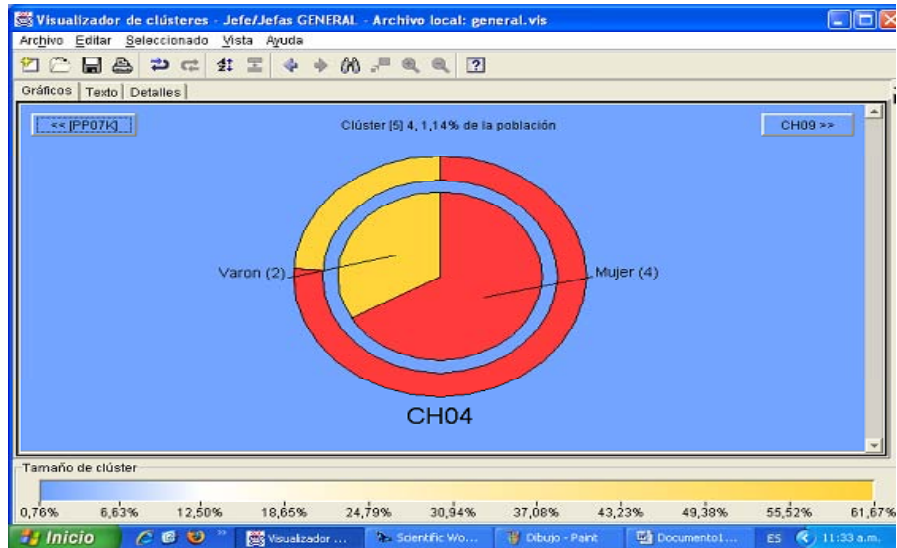 Visualizador de clústeres - Jefe/Jefas GENERAL - Archivo local: general.vis
Archivo Editar Seleccionado Vista Ayuda
Gráficos Texto Detalles
<< [PP07K] Clúster [5] 4, 1,14% de la población CH09 >>
Varon (2) Mujer (4)
CH04
Tamaño de clúster
0,76% 6,63% 12,50% 18,65% 24,79% 30,94% 37,08% 43,23% 49,38% 55,52% 61,67%
Inicio Visualizador ... Scientific Wo... Dibujo - Paint Documento1... ES 11:33 a.m.